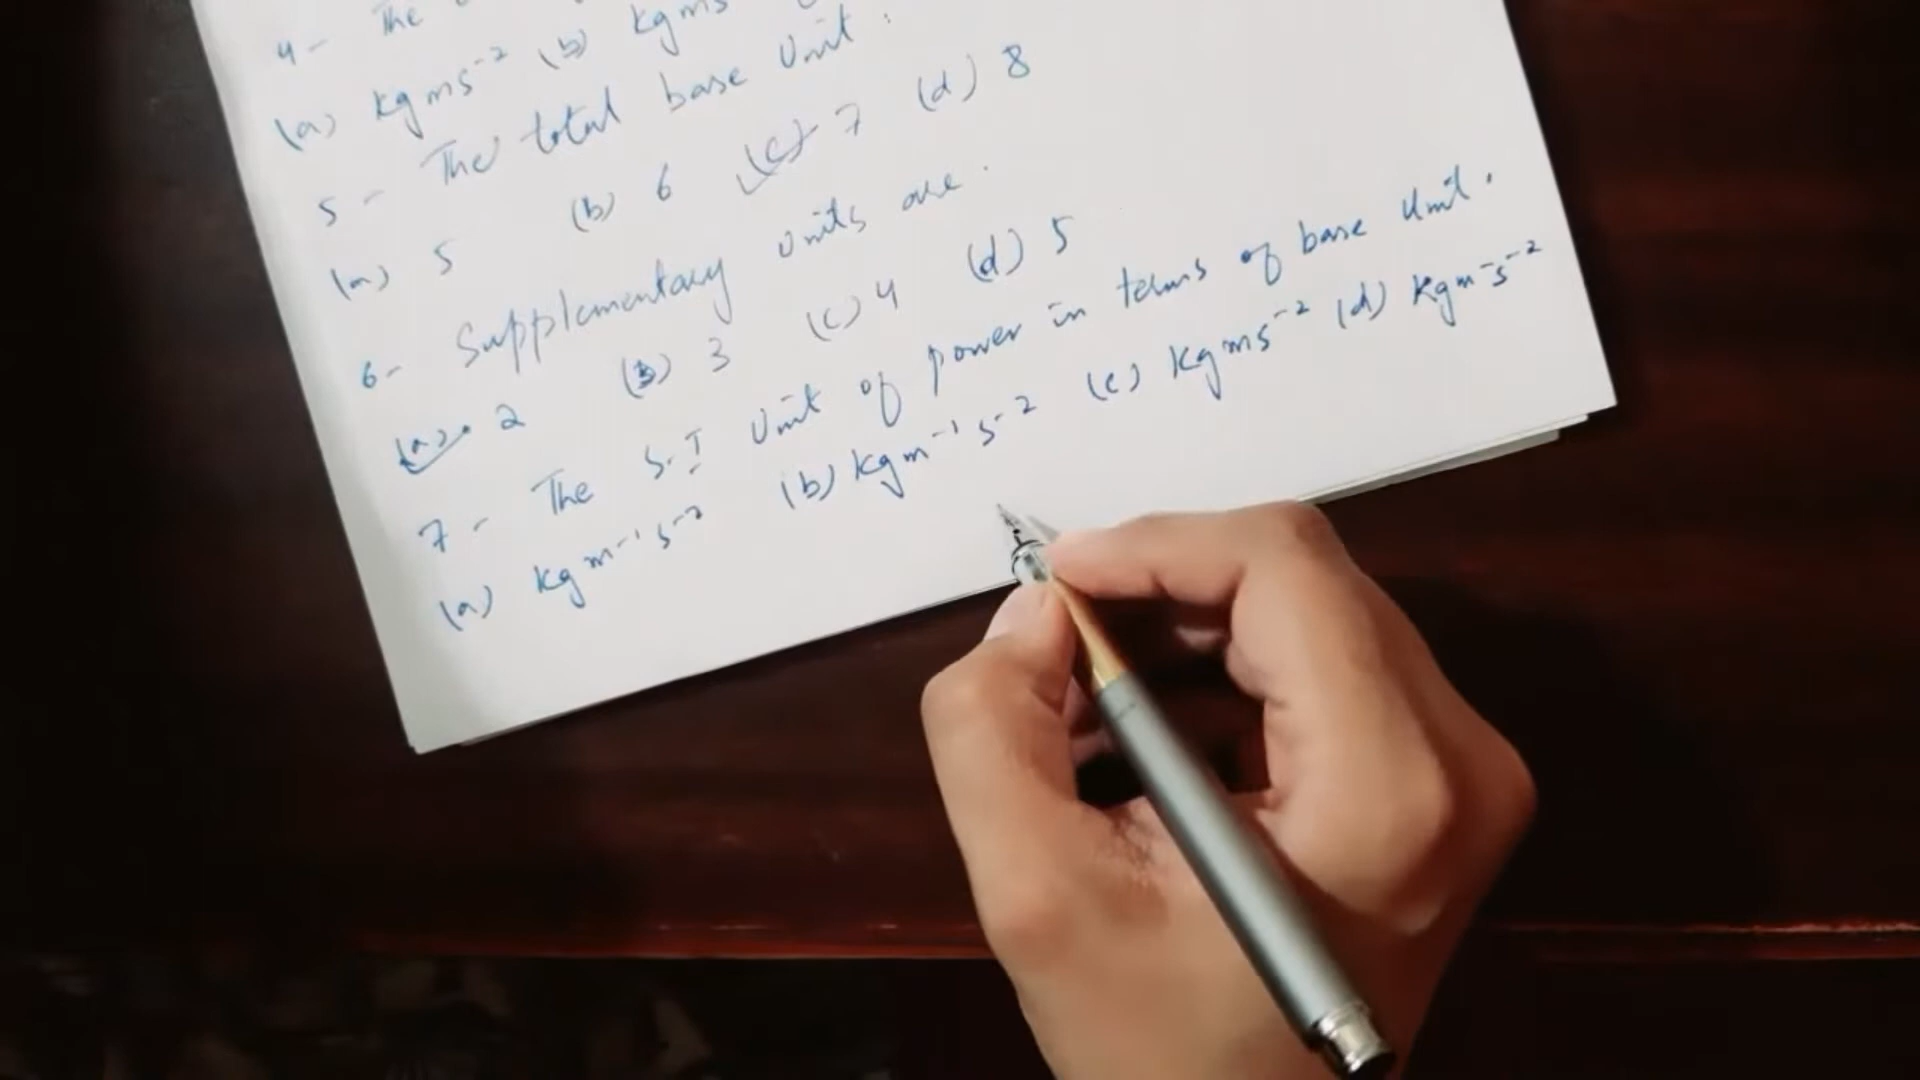 4- The
(a) kgms⁻² (b) kgms
5- The total base Unit.
(a) 5 (b) 6 (c) 7 (d) 8
6- Supplementary Units are.
(a) 2 (b) 3 (c) 4 (d) 5
7- The S.I Unit of power in terms of base Unit.
(a) kgm⁻¹s⁻² (b) kgm⁻¹s⁻² (c) kgms⁻² (d) kgm⁻s⁻²